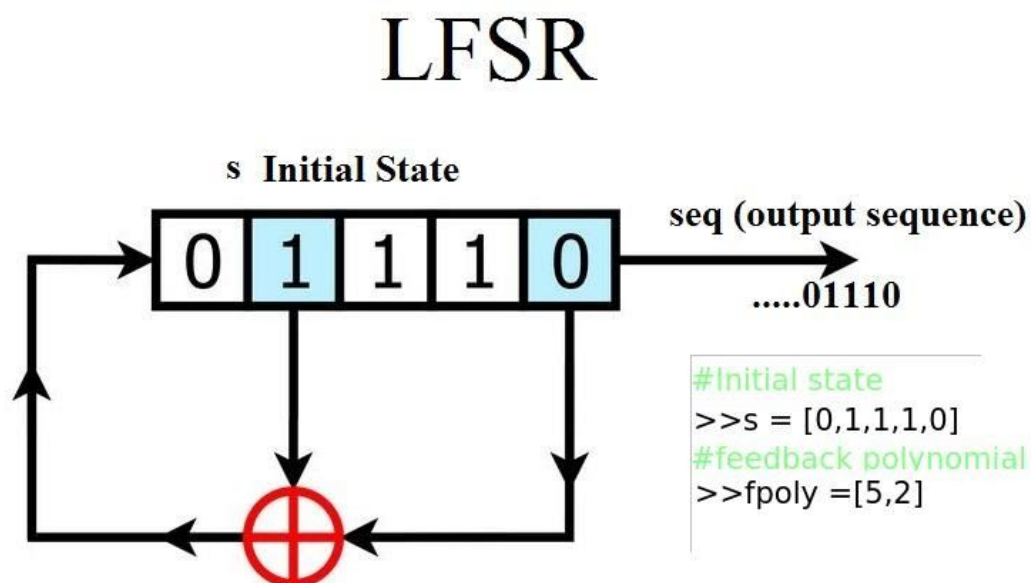 LFSR
s Initial State
0 1 1 1 0
seq (output sequence)
.....01110
#Initial state
>>s = [0,1,1,1,0]
#feedback polynomial
>>fpoly =[5,2]